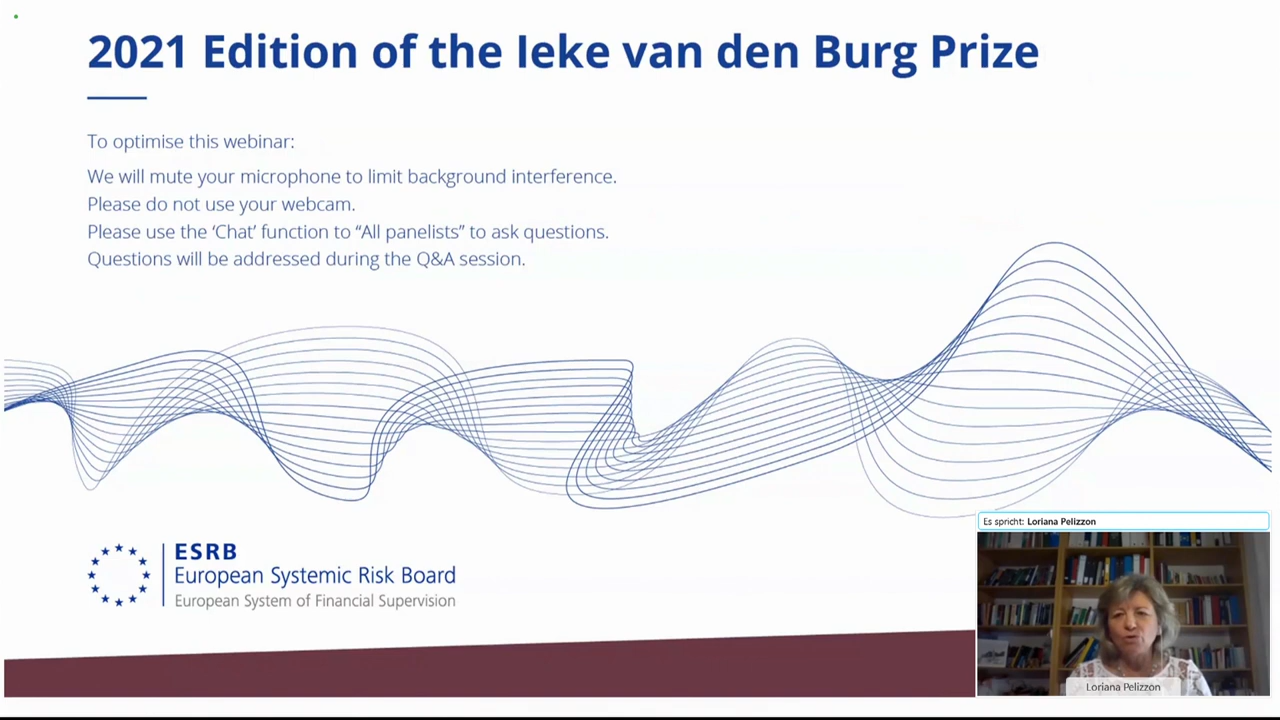 2021 Edition of the Ieke van den Burg Prize
To optimise this webinar:
We will mute your microphone to limit background interference.
Please do not use your webcam.
Please use the ‘Chat’ function to “All panelists” to ask questions.
Questions will be addressed during the Q&A session.
ESRB
European Systemic Risk Board
European System of Financial Supervision
Es spricht: Loriana Pelizzon
Loriana Pelizzon